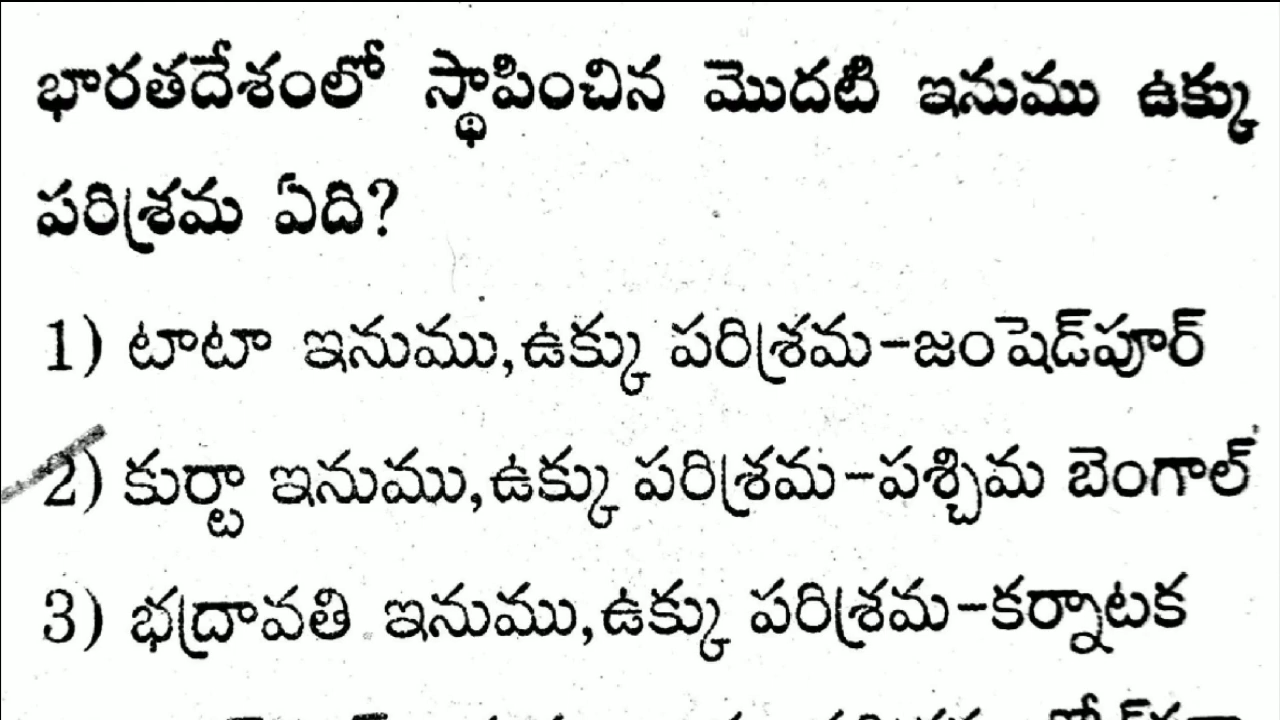 భారతదేశంలో స్థాపించిన మొదటి ఇనుము ఉక్కు
పరిశ్రమ ఏది?
1) టాటా ఇనుము,ఉక్కు పరిశ్రమ-జంషెడ్‌పూర్
2) కుర్టా ఇనుము,ఉక్కు పరిశ్రమ-పశ్చిమ బెంగాల్
3) భద్రావతి ఇనుము,ఉక్కు పరిశ్రమ-కర్నాటక